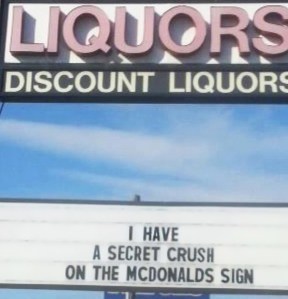 LIQUORS
DISCOUNT LIQUORS
I HAVE
A SECRET CRUSH
ON THE MCDONALDS SIGN